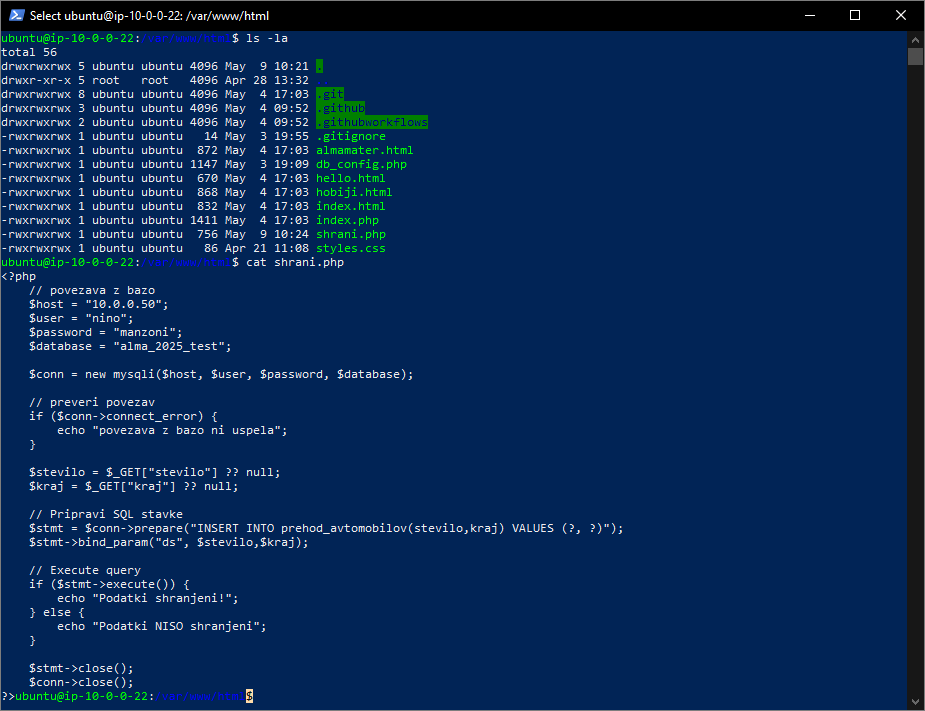 Select ubuntu@ip-10-0-0-22: /var/www/html
ubuntu@ip-10-0-0-22:/var/www/html$ ls -la
total 56
drwxrwxrwx 5 ubuntu ubuntu 4096 May  9 10:21 .
drwxr-xr-x 5 root   root   4096 Apr 28 13:32
drwxrwxrwx 8 ubuntu ubuntu 4096 May  4 17:03 .git
drwxrwxrwx 3 ubuntu ubuntu 4096 May  4 09:52 .github
drwxrwxrwx 2 ubuntu ubuntu 4096 May  4 09:52 .githubworkflows
-rwxrwxrwx 1 ubuntu ubuntu   14 May  3 19:55 .gitignore
-rwxrwxrwx 1 ubuntu ubuntu  872 May  4 17:03 almamater.html
-rwxrwxrwx 1 ubuntu ubuntu 1147 May  3 19:09 db_config.php
-rwxrwxrwx 1 ubuntu ubuntu  670 May  4 17:03 hello.html
-rwxrwxrwx 1 ubuntu ubuntu  868 May  4 17:03 hobiji.html
-rwxrwxrwx 1 ubuntu ubuntu  832 May  4 17:03 index.html
-rwxrwxrwx 1 ubuntu ubuntu 1411 May  4 17:03 index.php
-rwxrwxrwx 1 ubuntu ubuntu  756 May  9 10:24 shrani.php
-rwxrwxrwx 1 ubuntu ubuntu   86 Apr 21 11:08 styles.css
ubuntu@ip-10-0-0-22:/var/www/html$ cat shrani.php
<?php
    // povezava z bazo
    $host = "10.0.0.50";
    $user = "nino";
    $password = "manzoni";
    $database = "alma_2025_test";
    $conn = new mysqli($host, $user, $password, $database);
    // preveri povezav
    if ($conn->connect_error) {
        echo "povezava z bazo ni uspela";
    }
    $stevilo = $_GET["stevilo"] ?? null;
    $kraj = $_GET["kraj"] ?? null;
    // Pripravi SQL stavke
    $stmt = $conn->prepare("INSERT INTO prehod_avtomobilov(stevilo,kraj) VALUES (?, ?)");
    $stmt->bind_param("ds", $stevilo,$kraj);
    // Execute query
    if ($stmt->execute()) {
        echo "Podatki shranjeni!";
    } else {
        echo "Podatki NISO shranjeni";
    }
    $stmt->close();
    $conn->close();
?>ubuntu@ip-10-0-0-22:/var/www/html$